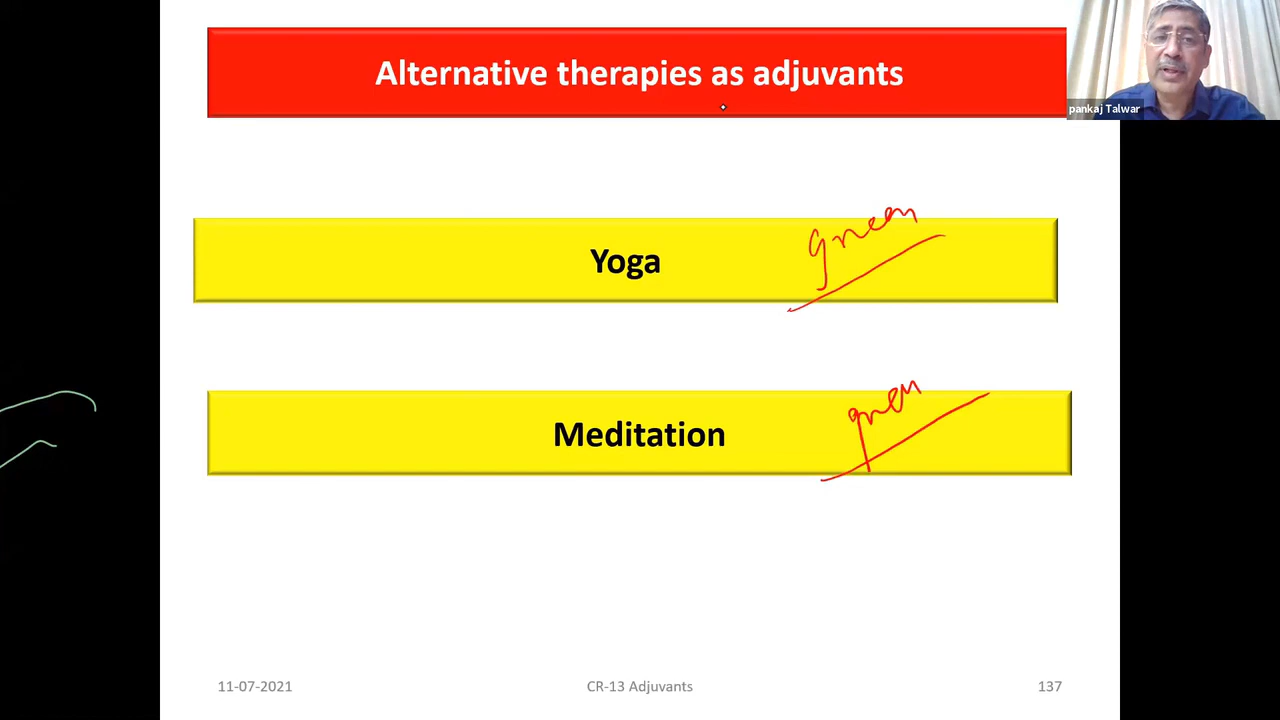 Alternative therapies as adjuvants
pankaj Talwar
Yoga
green
Meditation
green
11-07-2021
CR-13 Adjuvants
137